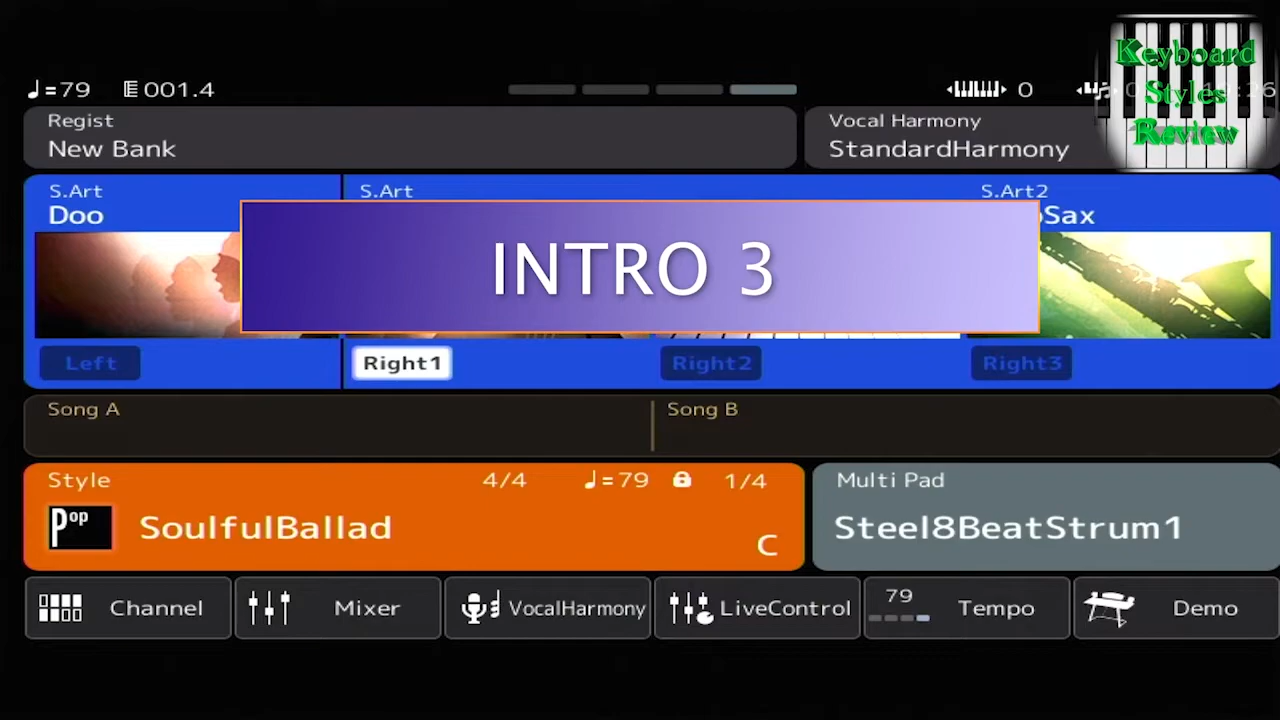 Keyboard
Styles
Review
♩=79 001.4 0
Regist
New Bank
Vocal Harmony
StandardHarmony
S.Art
Doo
S.Art
S.Art2
INTRO 3
Left
Right1
Right2
Right3
Song A
Song B
Style 4/4 ♩=79 1/4
Pop
SoulfulBallad
C
Multi Pad
Steel8BeatStrum1
Channel
Mixer
VocalHarmony
LiveControl
79
Tempo
Demo